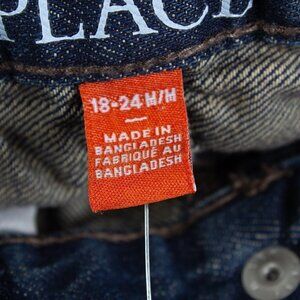 PLACE
18-24 M/M
MADE IN
BANGLADESH
FABRIQUÉ AU
BANGLADESH